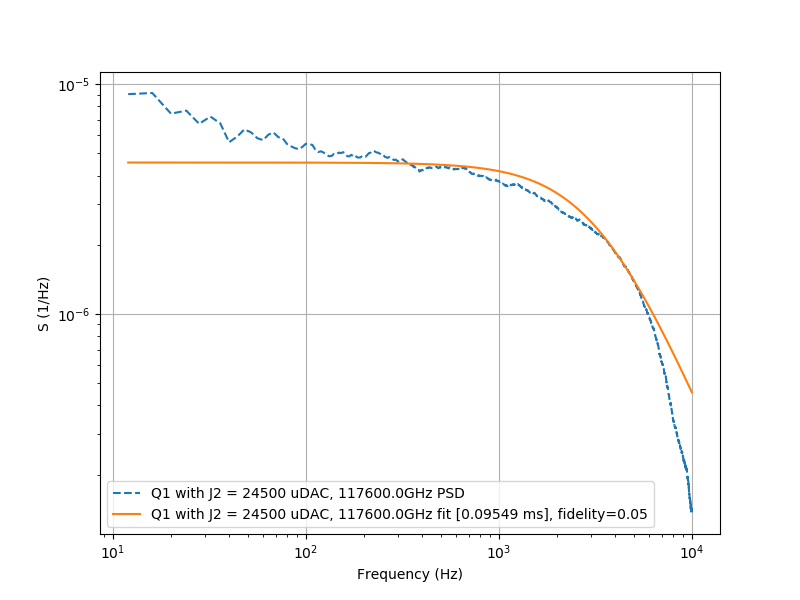 10⁻⁵
10⁻⁶
S (1/Hz)
Q1 with J2 = 24500 uDAC, 117600.0GHz PSD
Q1 with J2 = 24500 uDAC, 117600.0GHz fit [0.09549 ms], fidelity=0.05
10¹ 10² 10³ 10⁴
Frequency (Hz)